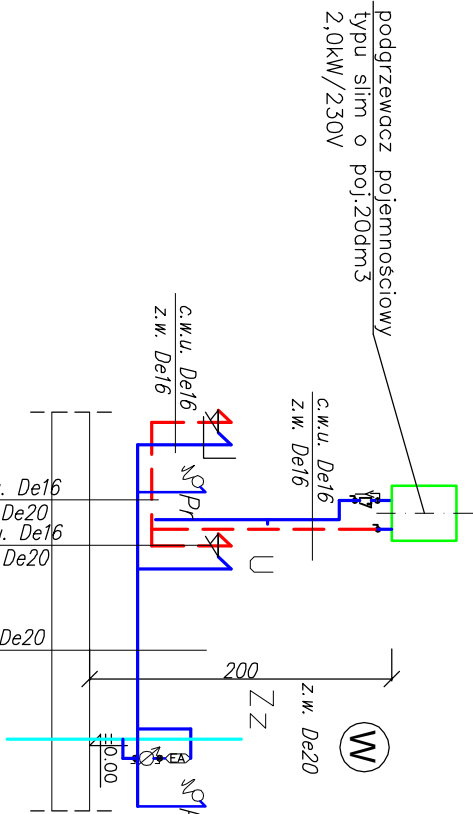 podgrzewacz pojemnościowy
typu slim o poj.20dm3
2,0kW/230V
c.w.u. De16
z.w. De16
c.w.u. De16
z.w. De16
De16
De20
De16
De20
De20
Pr
U
200
Zz
z.w. De20
W
±0.00
EA